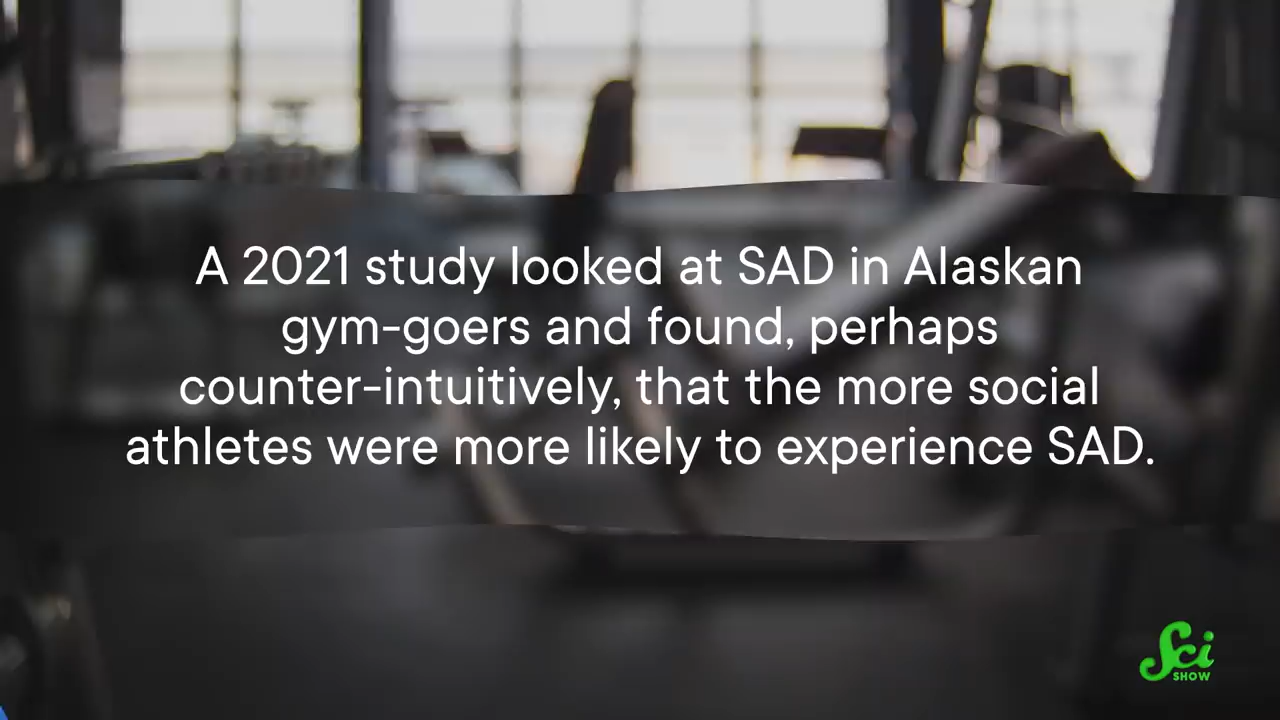 A 2021 study looked at SAD in Alaskan
gym-goers and found, perhaps
counter-intuitively, that the more social
athletes were more likely to experience SAD.
Sci
SHOW